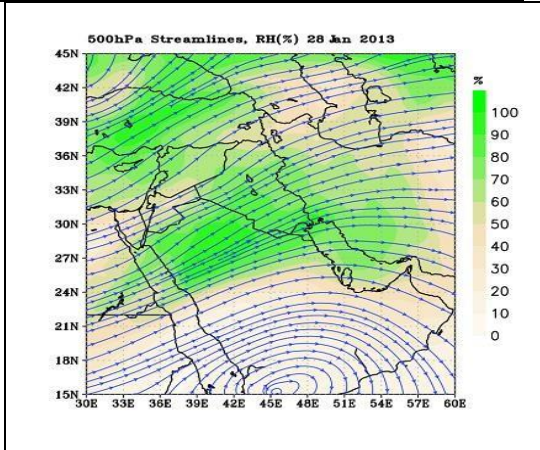 500hPa Streamlines, RH(%) 28 Jan 2013
45N
42N
39N
36N
33N
30N
27N
24N
21N
18N
15N
30E 33E 36E 39E 42E 45E 48E 51E 54E 57E 60E
%
100
90
80
70
60
50
40
30
20
10
0